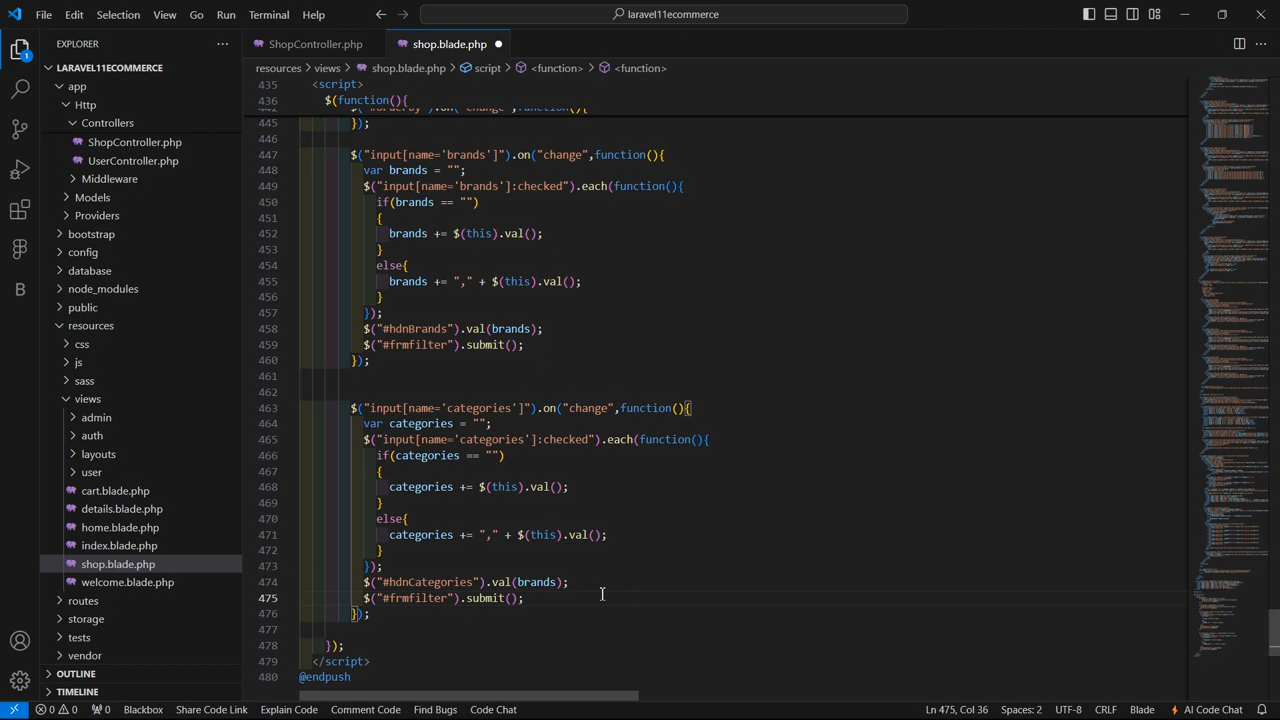 File Edit Selection View Go Run Terminal Help laravel11ecommerce
EXPLORER
LARAVEL11ECOMMERCE
app
Http
Controllers
ShopController.php
UserController.php
Middleware
Models
Providers
bootstrap
config
database
node_modules
public
resources
css
js
sass
views
admin
auth
layouts
user
cart.blade.php
details.blade.php
home.blade.php
index.blade.php
shop.blade.php
welcome.blade.php
routes
storage
tests
vendor
OUTLINE
TIMELINE
ShopController.php shop.blade.php
resources > views > shop.blade.php > script > <function> > <function>
435 <script>
436 $(function(){
445 });
446
447 $("input[name='brands']").on("change",function(){
448 var brands = "";
449 $("input[name='brands']:checked").each(function(){
450 if(brands == "")
451 {
452 brands += $(this).val();
453 }
454 else{
455 brands += "," + $(this).val();
456 }
457 });
458 $("#hdnBrands").val(brands);
459 $("#frmfilter").submit();
460 });
461
462
463 $("input[name='categories']").on("change",function(){
464 var categories = "";
465 $("input[name='categories']:checked").each(function(){
466 if(categories == "")
467 {
468 categories += $(this).val();
469 }
470 else{
471 categories += "," + $(this).val();
472 }
473 });
474 $("#hdnCategories").val(brands);
475 $("#frmfilter").submit();
476 });
477
478 });
479 </script>
480 @endpush
0 0 0 Blackbox Share Code Link Explain Code Comment Code Find Bugs Code Chat Ln 475, Col 36 Spaces: 2 UTF-8 CRLF Blade AI Code Chat